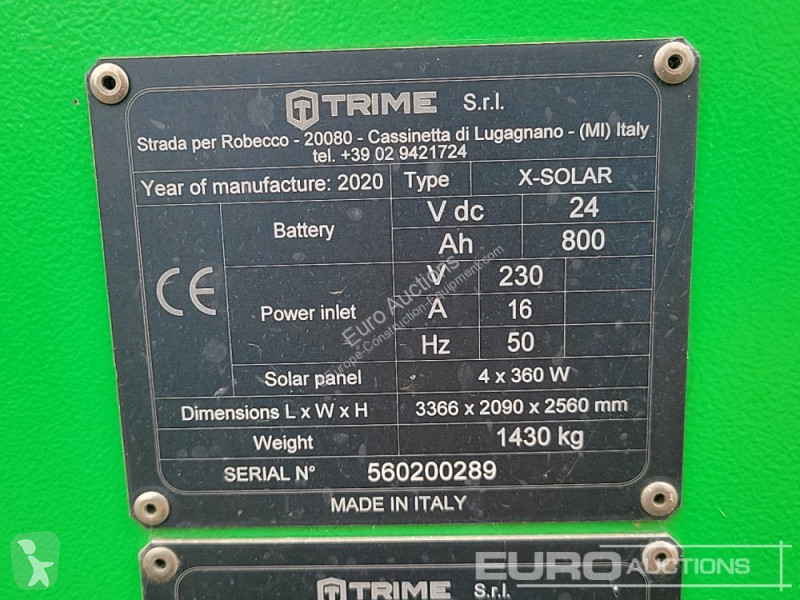 TRIME S.r.l.
Strada per Robecco - 20080 - Cassinetta di Lugagnano - (MI) Italy
tel. +39 02 9421724
Year of manufacture: 2020 Type X-SOLAR
Battery V dc 24
Ah 800
CE
Power inlet V 230
A 16
Hz 50
Solar panel 4 x 360 W
Dimensions L x W x H 3366 x 2090 x 2560 mm
Weight 1430 kg
SERIAL N° 560200289
MADE IN ITALY
TRIME S.r.l.
Euro Auctions
Europe-Construction-Equipment.com
EURO AUCTIONS